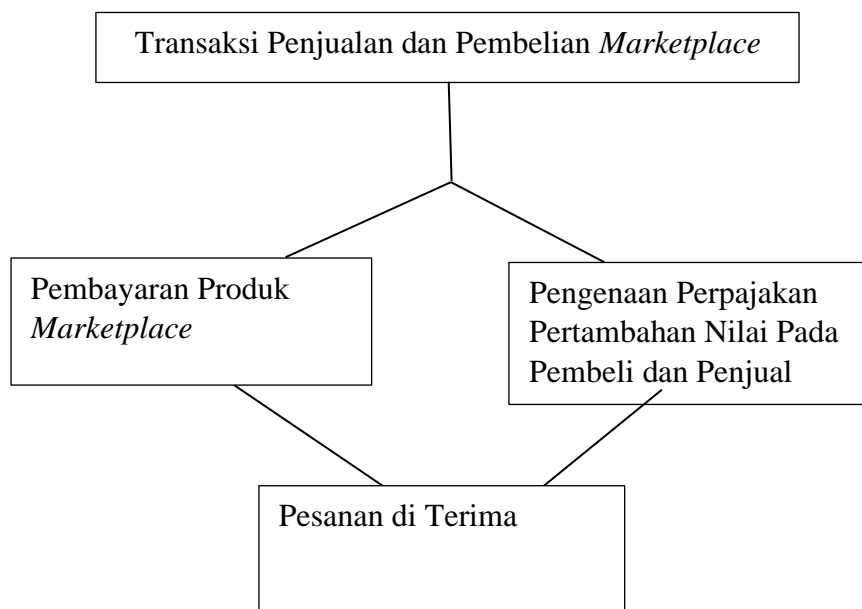 Transaksi Penjualan dan Pembelian Marketplace
Pembayaran Produk
Marketplace
Pengenaan Perpajakan
Pertambahan Nilai Pada
Pembeli dan Penjual
Pesanan di Terima